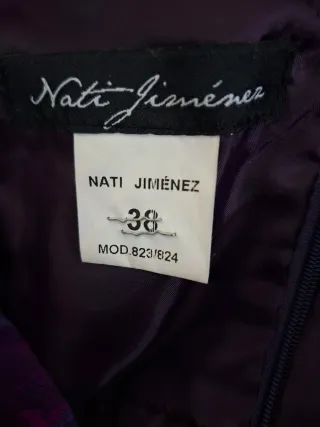 Nati Jiménez
NATI JIMÉNEZ
38
MOD.823/824